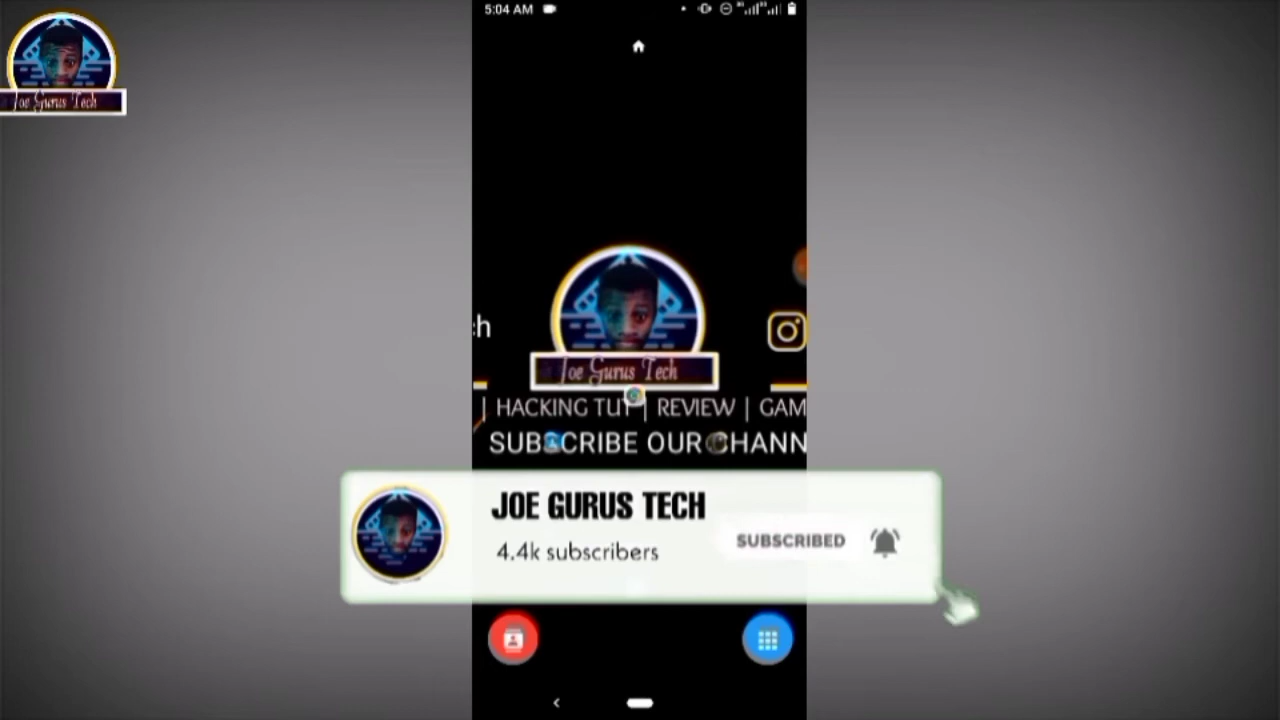 5:04 AM
Joe Gurus Tech
ch
Joe Gurus Tech
| HACKING TUT | REVIEW | GAM
SUBSCRIBE OUR CHANN
JOE GURUS TECH
4.4k subscribers
SUBSCRIBED